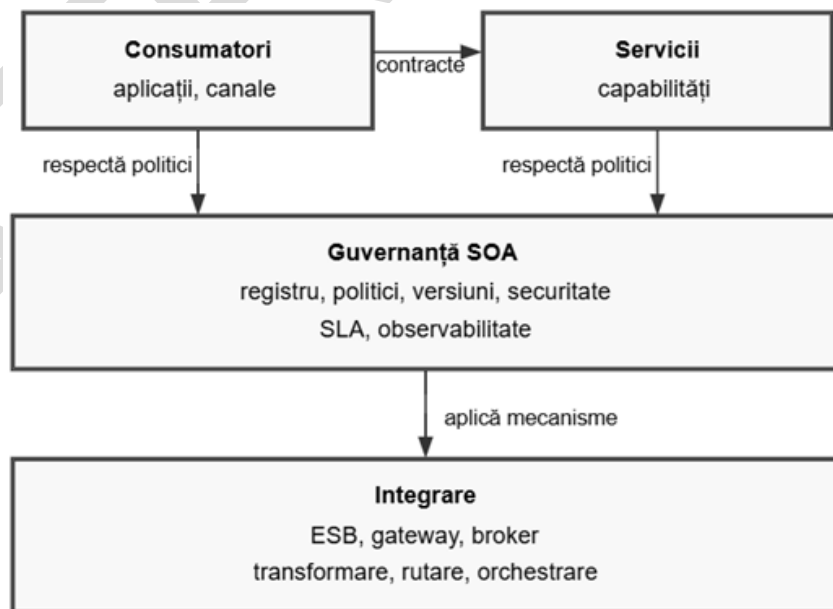 Consumatori
aplicații, canale
contracte
Servicii
capabilități
respectă politici
respectă politici
Guvernanță SOA
registru, politici, versiuni, securitate
SLA, observabilitate
aplică mecanisme
Integrare
ESB, gateway, broker
transformare, rutare, orchestrare